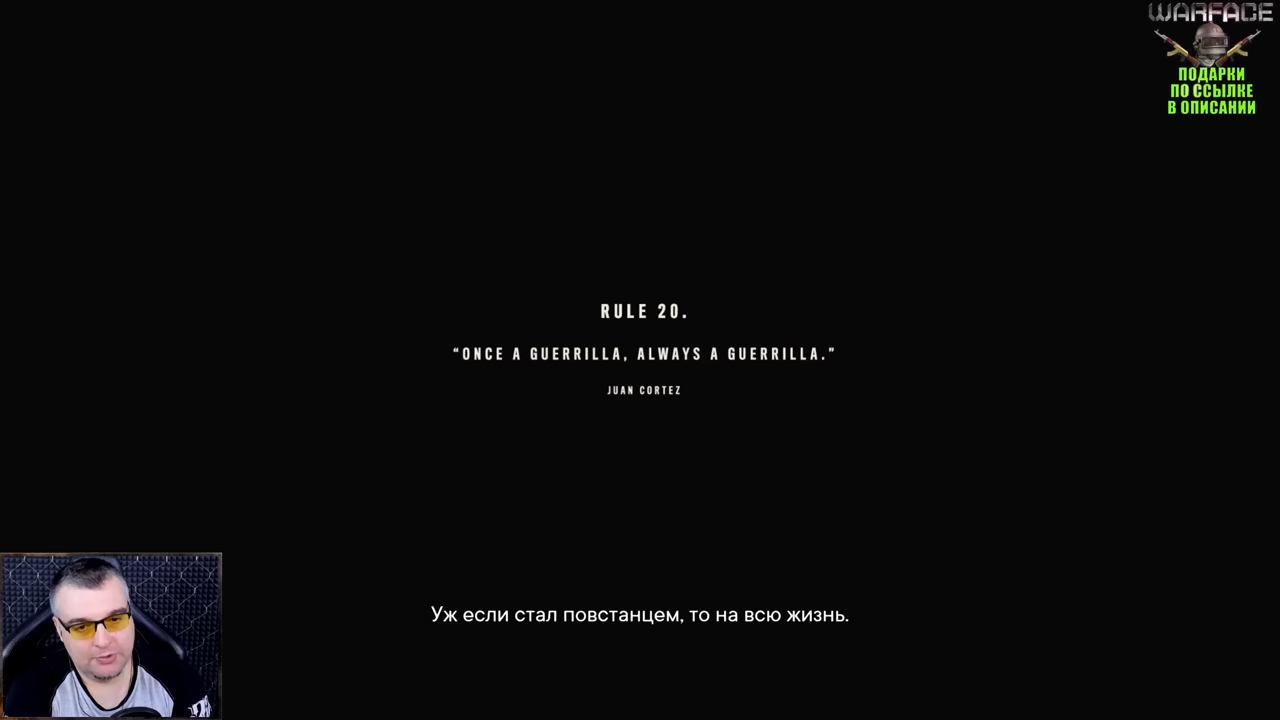 WARFACE
ПОДАРКИ
ПО ССЫЛКЕ
В ОПИСАНИИ
RULE 20.
“ONCE A GUERRILLA, ALWAYS A GUERRILLA.”
JUAN CORTEZ
Уж если стал повстанцем, то на всю жизнь.